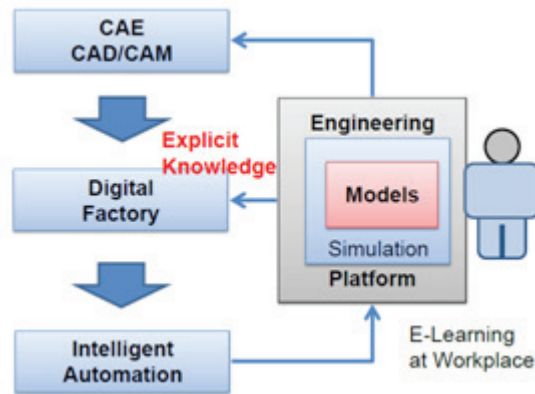 CAE
CAD/CAM
Explicit
Knowledge
Digital
Factory
Intelligent
Automation
Engineering
Models
Simulation
Platform
E-Learning
at Workplace